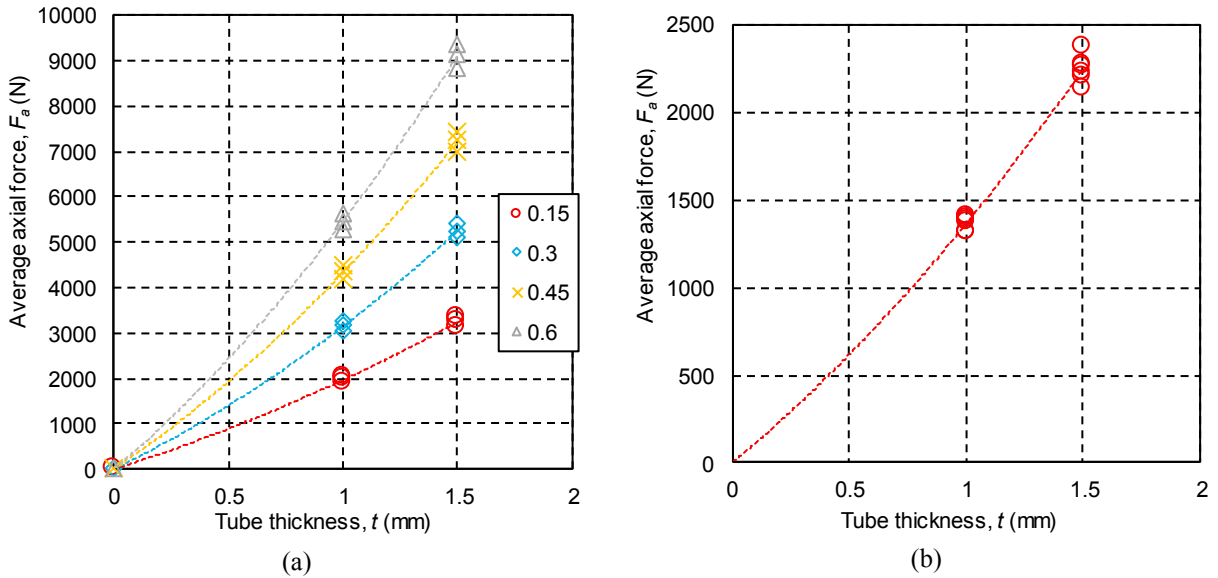 10000
9000
8000
7000
6000
5000
4000
3000
2000
1000
0
Average axial force, Fa (N)
0 0.5 1 1.5 2
Tube thickness, t (mm)
0.15
0.3
0.45
0.6
(a)
2500
2000
1500
1000
500
0
Average axial force, Fa (N)
0 0.5 1 1.5 2
Tube thickness, t (mm)
(b)